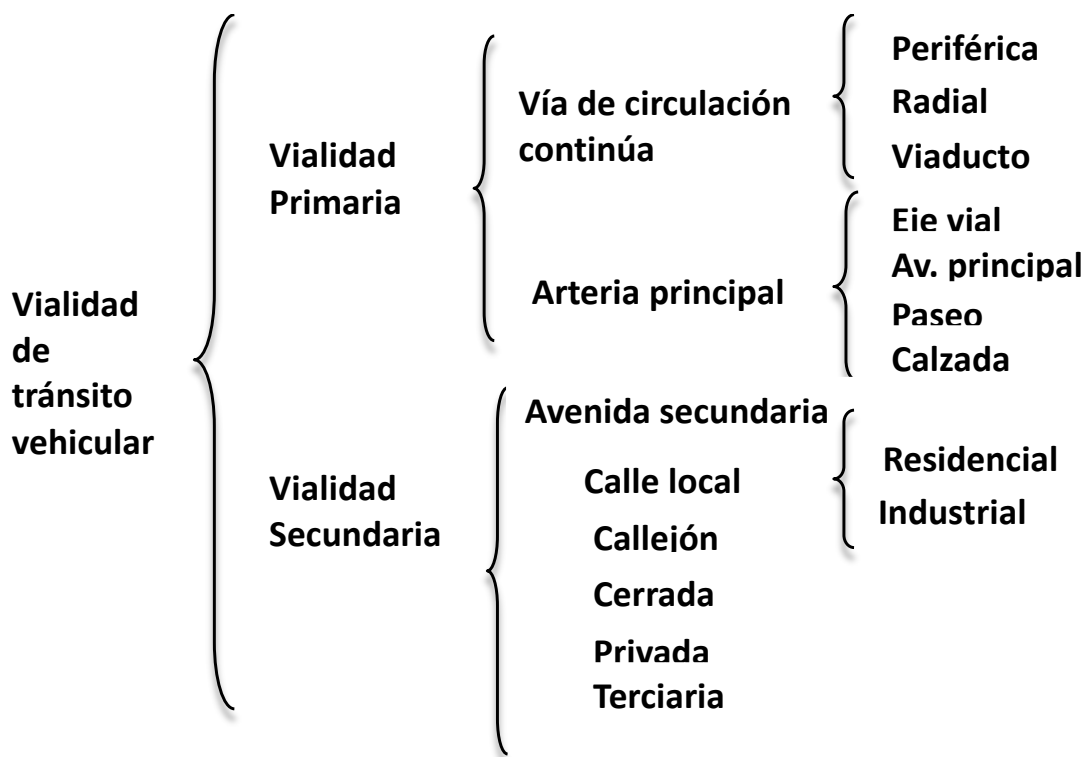 Vialidad
de
tránsito
vehicular
Vialidad
Primaria
Vía de circulación
continúa
Periférica
Radial
Viaducto
Arteria principal
Eje vial
Av. principal
Paseo
Calzada
Vialidad
Secundaria
Avenida secundaria
Calle local
Residencial
Industrial
Callejón
Cerrada
Privada
Terciaria